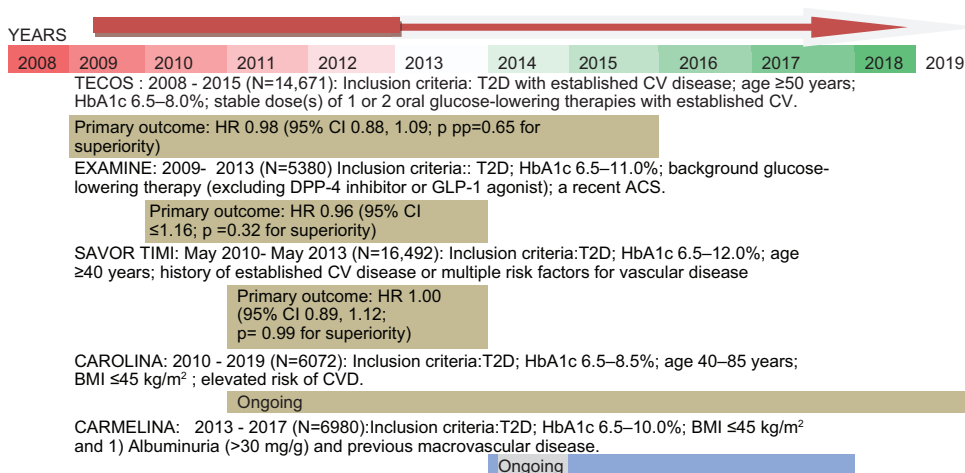 YEARS
2008 2009 2010 2011 2012 2013 2014 2015 2016 2017 2018 2019
TECOS : 2008 - 2015 (N=14,671): Inclusion criteria: T2D with established CV disease; age ≥50 years;
HbA1c 6.5–8.0%; stable dose(s) of 1 or 2 oral glucose-lowering therapies with established CV.
Primary outcome: HR 0.98 (95% CI 0.88, 1.09; p pp=0.65 for
superiority)
EXAMINE: 2009- 2013 (N=5380) Inclusion criteria:: T2D; HbA1c 6.5–11.0%; background glucose-
lowering therapy (excluding DPP-4 inhibitor or GLP-1 agonist); a recent ACS.
Primary outcome: HR 0.96 (95% CI
≤1.16; p =0.32 for superiority)
SAVOR TIMI: May 2010- May 2013 (N=16,492): Inclusion criteria:T2D; HbA1c 6.5–12.0%; age
≥40 years; history of established CV disease or multiple risk factors for vascular disease
Primary outcome: HR 1.00
(95% CI 0.89, 1.12;
p= 0.99 for superiority)
CAROLINA: 2010 - 2019 (N=6072): Inclusion criteria:T2D; HbA1c 6.5–8.5%; age 40–85 years;
BMI ≤45 kg/m² ; elevated risk of CVD.
Ongoing
CARMELINA: 2013 - 2017 (N=6980):Inclusion criteria:T2D; HbA1c 6.5–10.0%; BMI ≤45 kg/m²
and 1) Albuminuria (>30 mg/g) and previous macrovascular disease.
Ongoing